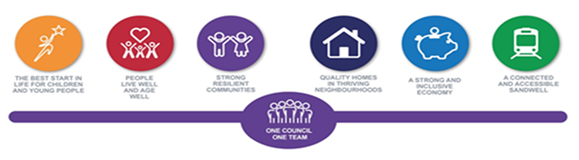 THE BEST START IN
LIFE FOR CHILDREN
AND YOUNG PEOPLE
PEOPLE
LIVE WELL
AND AGE
WELL
STRONG
RESILIENT
COMMUNITIES
QUALITY HOMES
IN THRIVING
NEIGHBOURHOODS
A STRONG AND
INCLUSIVE
ECONOMY
A CONNECTED
AND ACCESSIBLE
SANDWELL
ONE COUNCIL
ONE TEAM